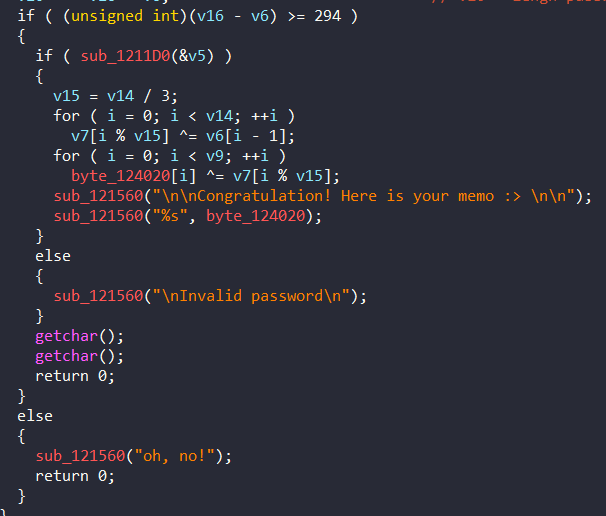 if ( (unsigned int)(v16 - v6) >= 294 )
{
if ( sub_1211D0(&v5) )
{
v15 = v14 / 3;
for ( i = 0; i < v14; ++i )
v7[i % v15] ^= v6[i - 1];
for ( i = 0; i < v9; ++i )
byte_124020[i] ^= v7[i % v15];
sub_121560("\n\nCongratulation! Here is your memo :> \n\n");
sub_121560("%s", byte_124020);
}
else
{
sub_121560("\nInvalid password\n");
}
getchar();
getchar();
return 0;
}
else
{
sub_121560("oh, no!");
return 0;
}